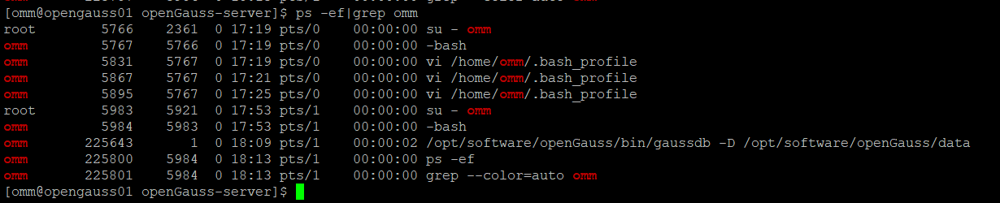 [omm@opengauss01 openGauss-server]$ ps -ef|grep omm
root 5766 2361 0 17:19 pts/0 00:00:00 su - omm
omm 5767 5766 0 17:19 pts/0 00:00:00 -bash
omm 5831 5767 0 17:19 pts/0 00:00:00 vi /home/omm/.bash_profile
omm 5867 5767 0 17:21 pts/0 00:00:00 vi /home/omm/.bash_profile
omm 5895 5767 0 17:25 pts/0 00:00:00 vi /home/omm/.bash_profile
root 5983 5921 0 17:53 pts/1 00:00:00 su - omm
omm 5984 5983 0 17:53 pts/1 00:00:00 -bash
omm 225643 1 0 18:09 pts/1 00:00:02 /opt/software/openGauss/bin/gaussdb -D /opt/software/openGauss/data
omm 225800 5984 0 18:13 pts/1 00:00:00 ps -ef
omm 225801 5984 0 18:13 pts/1 00:00:00 grep --color=auto omm
[omm@opengauss01 openGauss-server]$